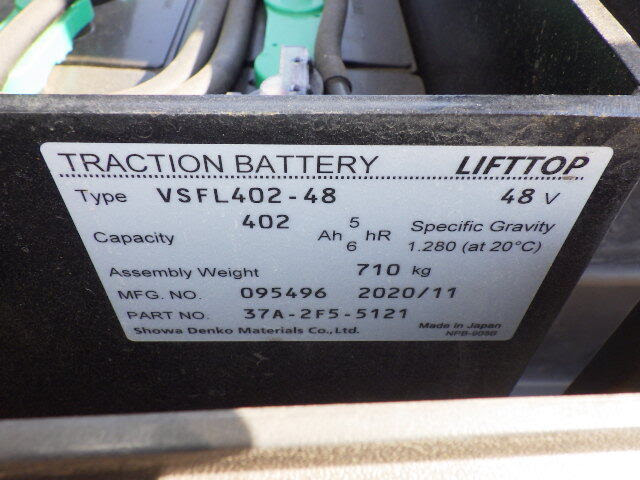 TRACTION BATTERY LIFTTOP
Type VSFL402-48 48 V
Capacity 402 Ah 5 hR Specific Gravity
6 1.280 (at 20°C)
Assembly Weight 710 kg
MFG. NO. 095496 2020/11
PART NO. 37A-2F5-5121
Showa Denko Materials Co.,Ltd. Made in Japan